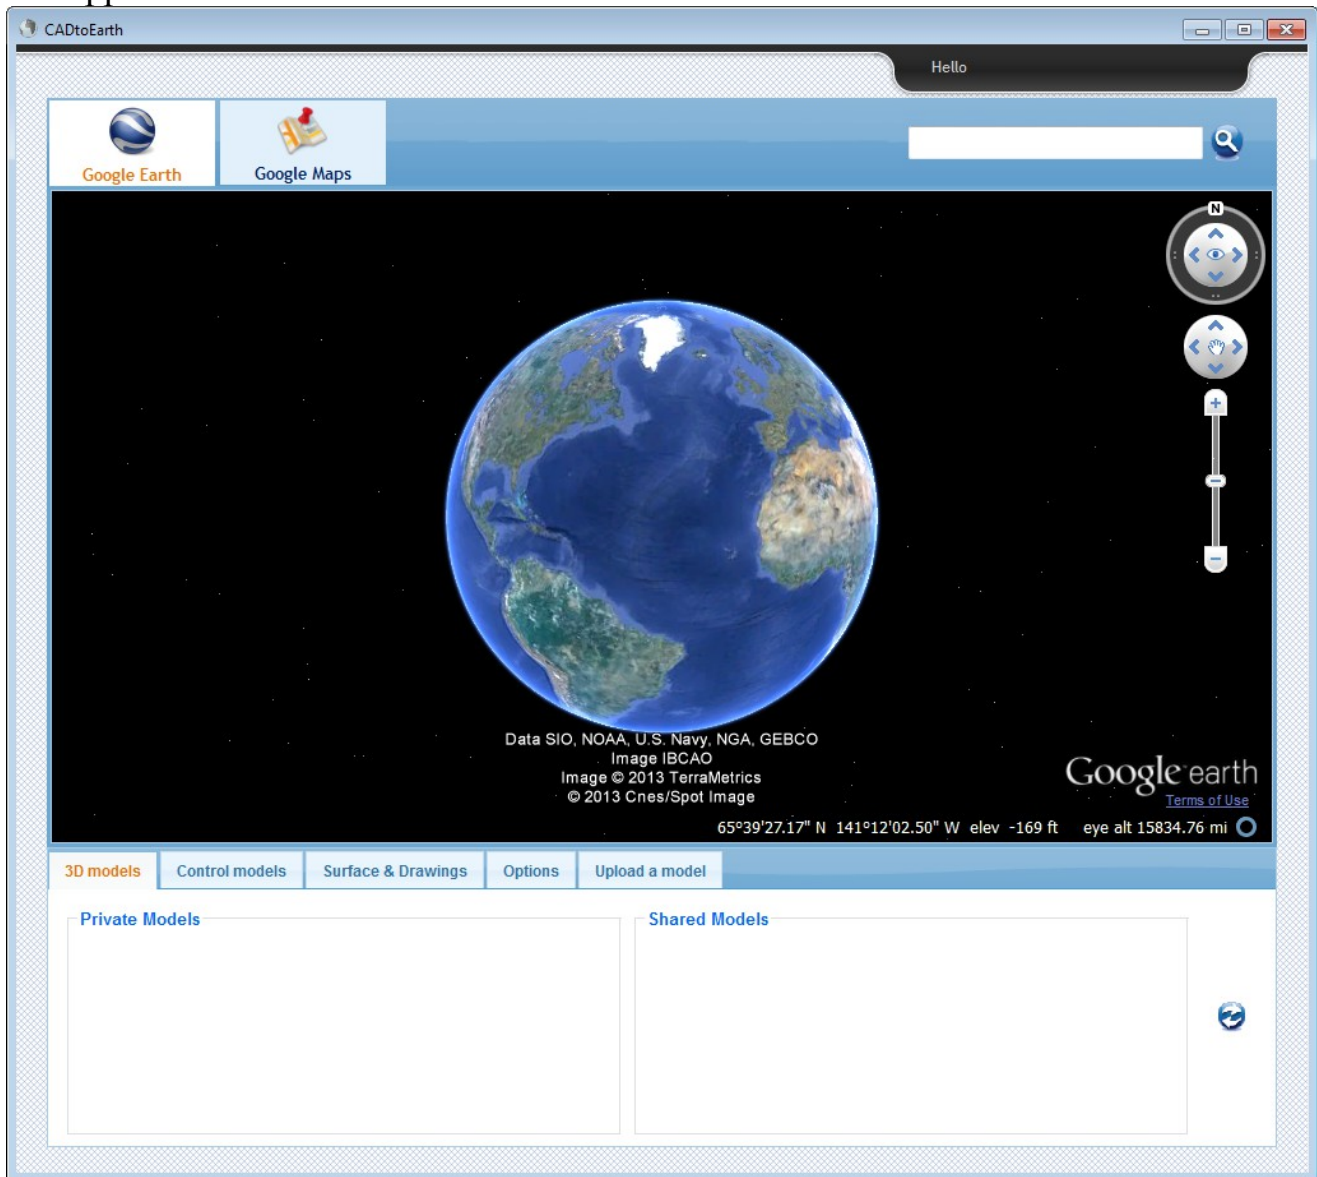 CADtoEarth
Hello
Google Earth
Google Maps
N
Data SIO, NOAA, U.S. Navy, NGA, GEBCO
Image IBCAO
Image © 2013 TerraMetrics
© 2013 Cnes/Spot Image
Google earth
Terms of Use
65°39'27.17" N 141°12'02.50" W elev -169 ft eye alt 15834.76 mi
3D models Control models Surface & Drawings Options Upload a model
Private Models Shared Models